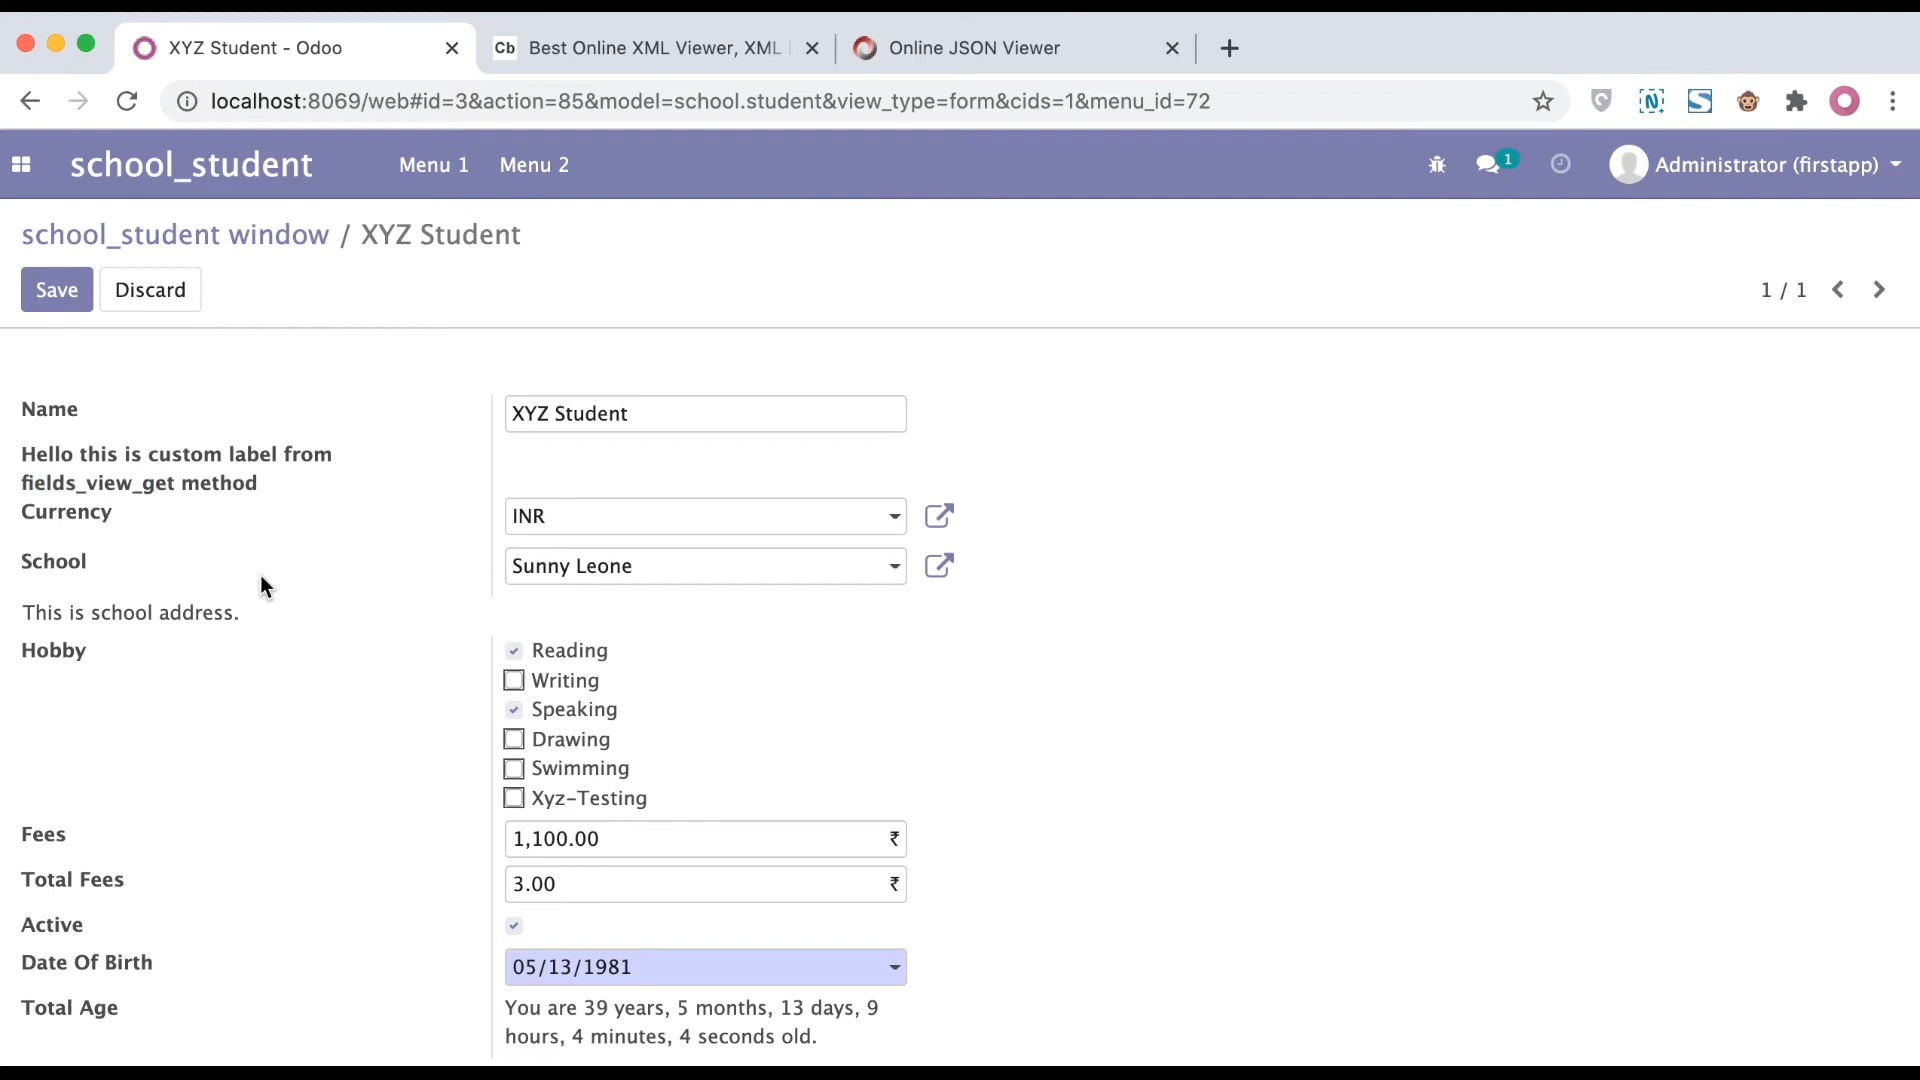 XYZ Student - Odoo
Cb Best Online XML Viewer, XML
Online JSON Viewer
localhost:8069/web#id=3&action=85&model=school.student&view_type=form&cids=1&menu_id=72
school_student Menu 1 Menu 2 1 Administrator (firstapp)
school_student window / XYZ Student
Save Discard 1 / 1
Name XYZ Student
Hello this is custom label from
fields_view_get method
Currency INR
School Sunny Leone
This is school address.
Hobby Reading
Writing
Speaking
Drawing
Swimming
Xyz-Testing
Fees 1,100.00 ₹
Total Fees 3.00 ₹
Active
Date Of Birth 05/13/1981
Total Age You are 39 years, 5 months, 13 days, 9
hours, 4 minutes, 4 seconds old.